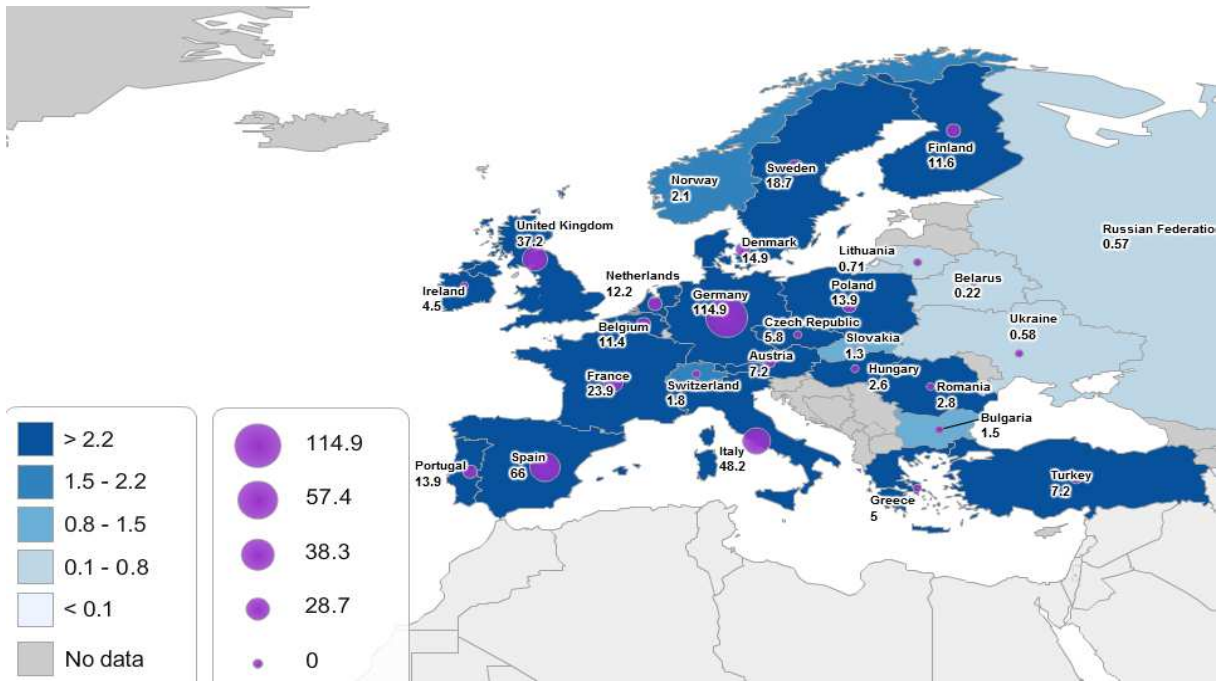 Finland
11.6
Sweden
18.7
Norway
2.1
United Kingdom
37.2
Russian Federation
0.57
Denmark
14.9
Lithuania
0.71
Netherlands
12.2
Belarus
0.22
Ireland
4.5
Germany
114.9
Poland
13.9
Ukraine
0.58
Belgium
11.4
Czech Republic
5.8
Slovakia
1.3
Austria
7.2
Hungary
2.6
France
23.9
Switzerland
1.8
Romania
2.8
Bulgaria
1.5
Portugal
13.9
Spain
66
Italy
48.2
Greece
5
Turkey
7.2
> 2.2
1.5 - 2.2
0.8 - 1.5
0.1 - 0.8
< 0.1
No data
114.9
57.4
38.3
28.7
0